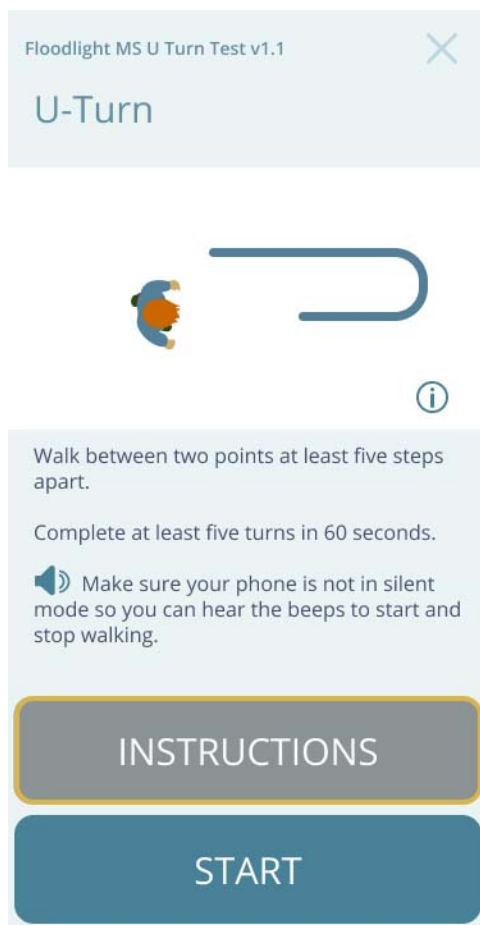 Floodlight MS U Turn Test v1.1
U-Turn
Walk between two points at least five steps
apart.
Complete at least five turns in 60 seconds.
Make sure your phone is not in silent
mode so you can hear the beeps to start and
stop walking.
INSTRUCTIONS
START